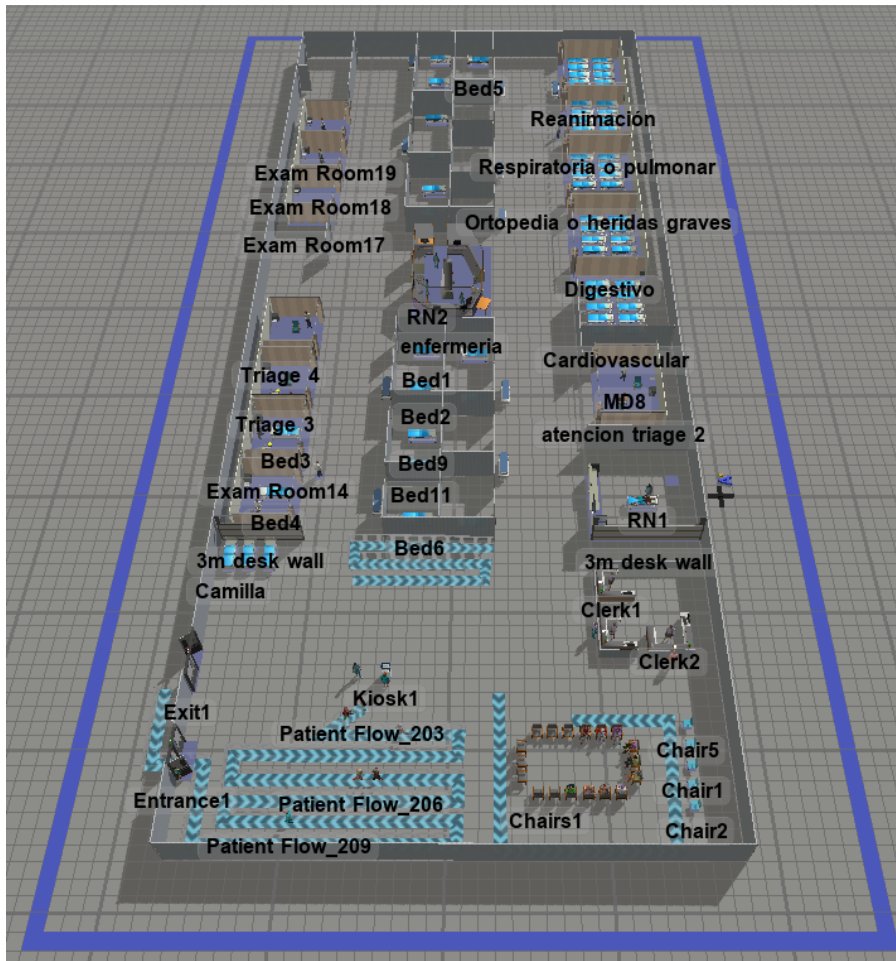 Bed5
Reanimación
Exam Room19
Respiratoria o pulmonar
Exam Room18
Ortopedia o heridas graves
Exam Room17
Digestivo
RN2
enfermeria
Cardiovascular
Triage 4
Bed1
MD8
Triage 3
Bed2
atencion triage 2
Bed3
Bed9
Exam Room14
Bed11
RN1
Bed4
Bed6
3m desk wall
3m desk wall
Camilla
Clerk1
Clerk2
Kiosk1
Exit1
Patient Flow_203
Chair5
Entrance1
Patient Flow_206
Chair1
Chairs1
Chair2
Patient Flow_209